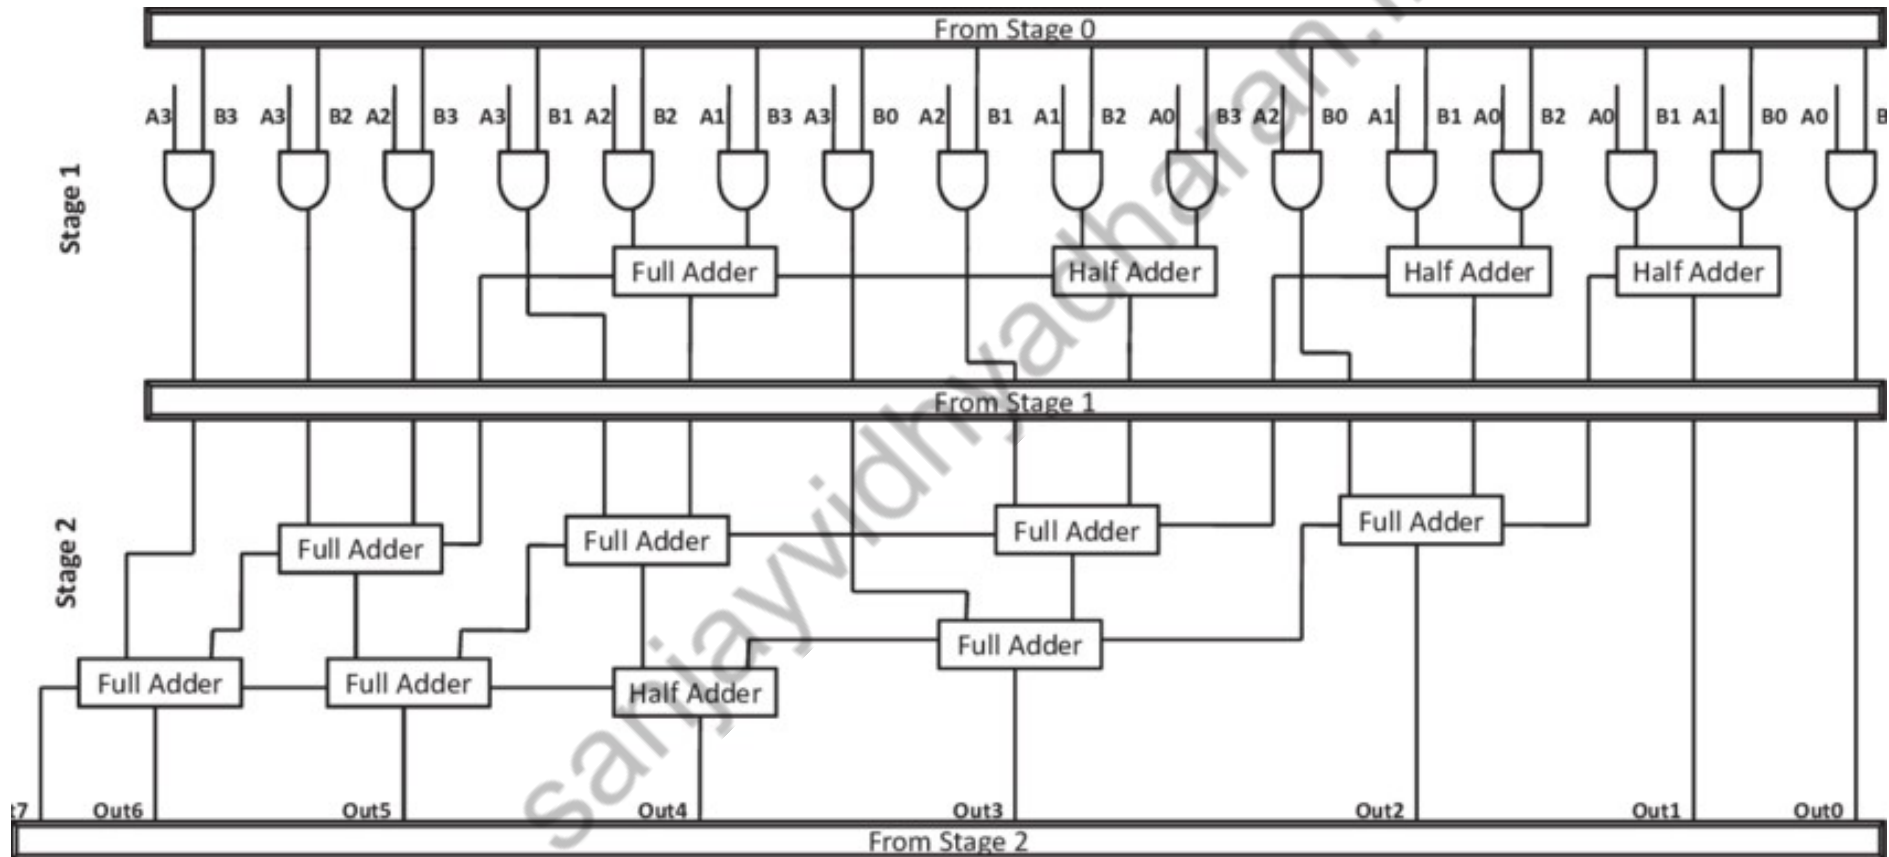 From Stage 0
A3 B3 A3 B2 A2 B3 A3 B1 A2 B2 A1 B3 A3 B0 A2 B1 A1 B2 A0 B3 A2 B0 A1 B1 A0 B2 A0 B1 A1 B0 A0 B
Stage 1
Full Adder Half Adder Half Adder Half Adder
From Stage 1
Stage 2
Full Adder Full Adder Full Adder Full Adder
Full Adder
Full Adder Full Adder Half Adder
t7 Out6 Out5 Out4 Out3 Out2 Out1 Out0
From Stage 2
sanjayvidhyadharan.